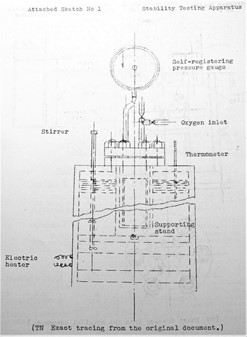 Attached Sketch No 1
Stability Testing Apparatus
Self-registering
pressure gauge
Oxygen inlet
Stirrer
Thermometer
Supporting
stand
Electric
heater
(TN Exact tracing from the original document.)